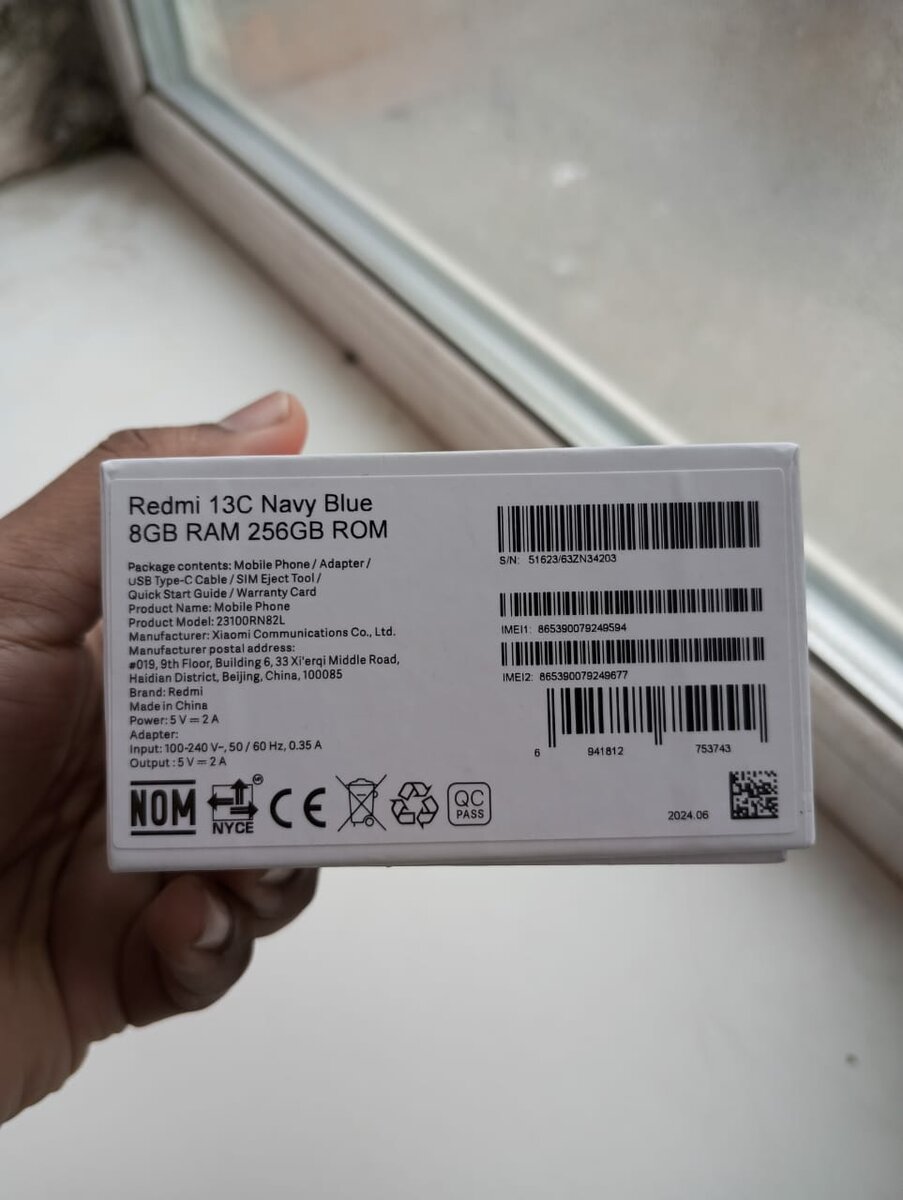 Redmi 13C Navy Blue
8GB RAM 256GB ROM
Package contents: Mobile Phone / Adapter /
USB Type-C Cable / SIM Eject Tool /
Quick Start Guide / Warranty Card
Product Name: Mobile Phone
Product Model: 23100RN82L
Manufacturer: Xiaomi Communications Co., Ltd.
Manufacturer postal address:
#019, 9th Floor, Building 6, 33 Xi'erqi Middle Road,
Haidian District, Beijing, China, 100085
Brand: Redmi
Made in China
Power: 5 V ⎓ 2 A
Adapter:
Input: 100-240 V~, 50 / 60 Hz, 0.35 A
Output : 5 V ⎓ 2 A
NOM
NYCE
CE
QC
PASS
S/N: 51623/63ZN34203
IMEI1: 865390079249594
IMEI2: 865390079249677
6 941812 753743
2024.06